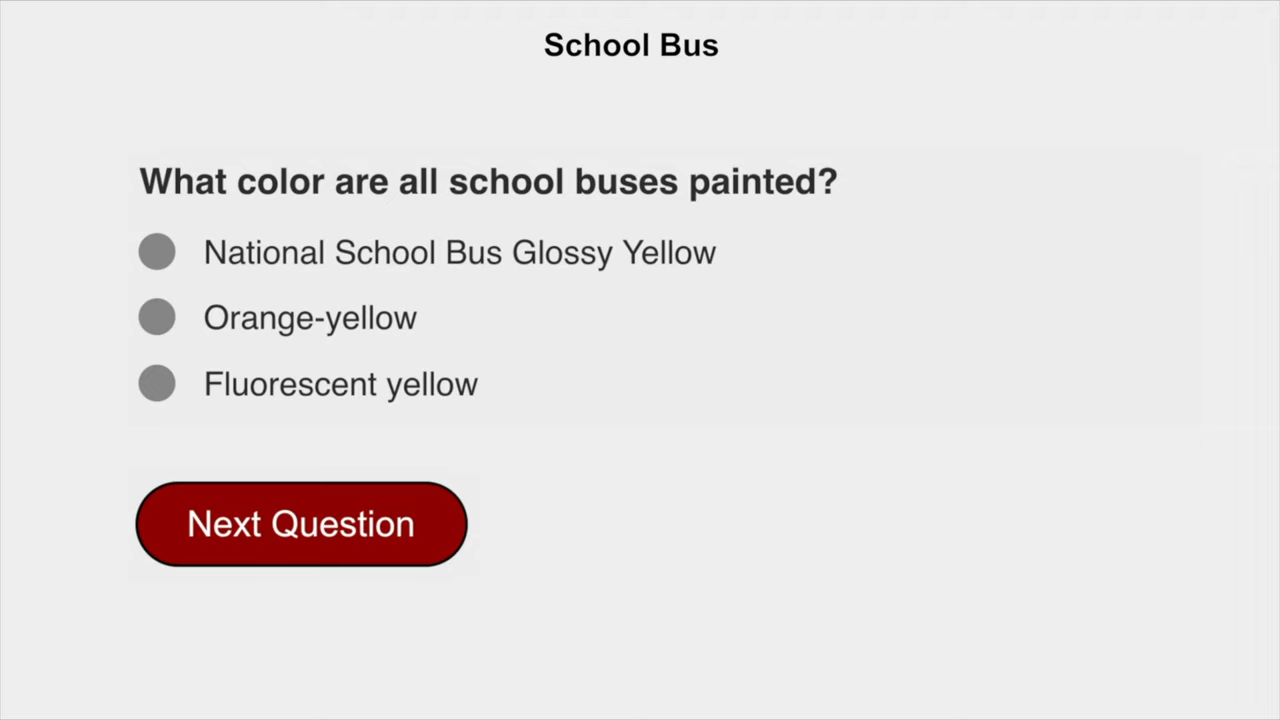 School Bus
What color are all school buses painted?
National School Bus Glossy Yellow
Orange-yellow
Fluorescent yellow
Next Question